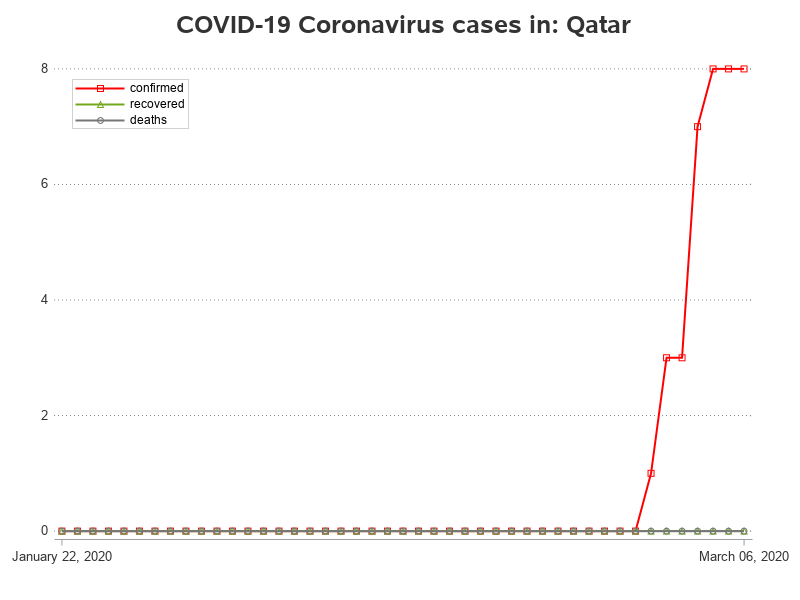 COVID-19 Coronavirus cases in: Qatar
8
confirmed
recovered
deaths
6
4
2
0
January 22, 2020
March 06, 2020